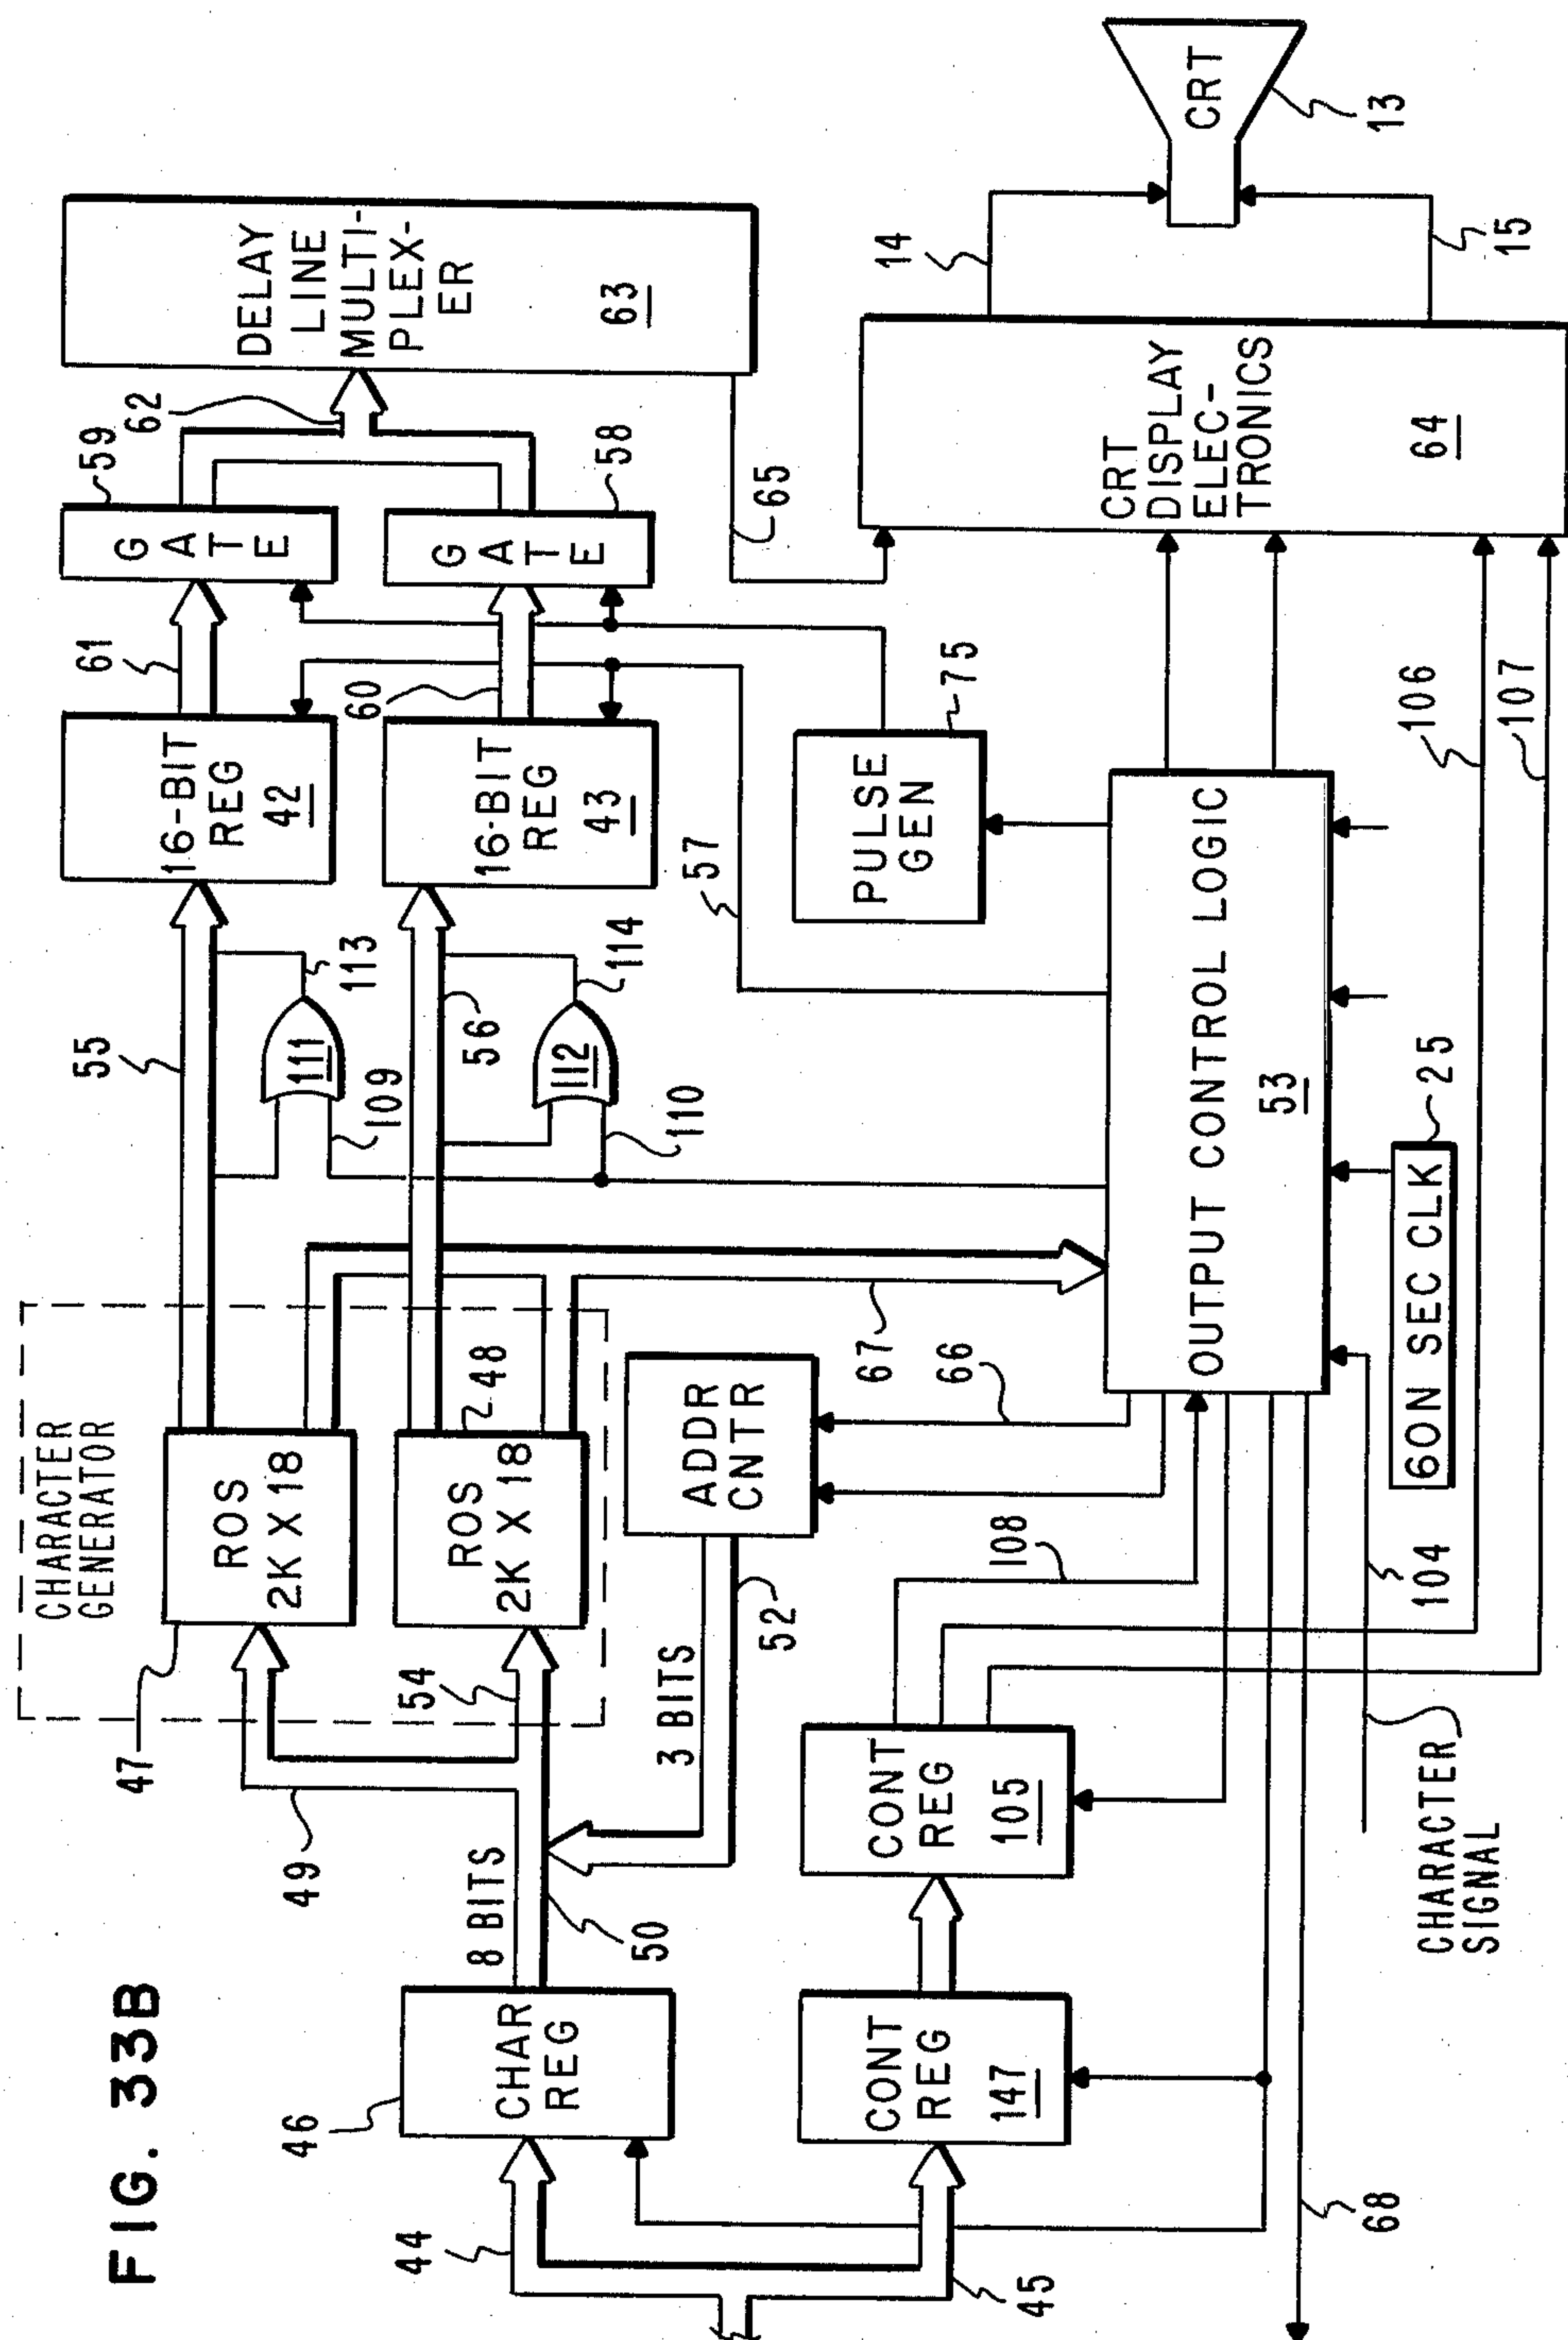 FIG. 33B
44
45
46
CHAR
REG
CONT
REG
147
68
8 BITS
50
49
47
54
CHARACTER
GENERATOR
ROS
2K X 18
ROS
2K X 18
48
3 BITS
52
ADDR
CNTR
CONT
REG
105
108
CHARACTER
SIGNAL
104
66
67
55
109
111
113
56
110
112
114
57
OUTPUT CONTROL LOGIC
53
60N SEC CLK
25
16-BIT
REG
42
16-BIT
REG
43
61
60
PULSE
GEN
75
106
107
GATE
59
GATE
58
62
65
DELAY
LINE
MULTI-
PLEX-
ER
63
CRT
DISPLAY
ELEC-
TRONICS
64
14
15
CRT
13